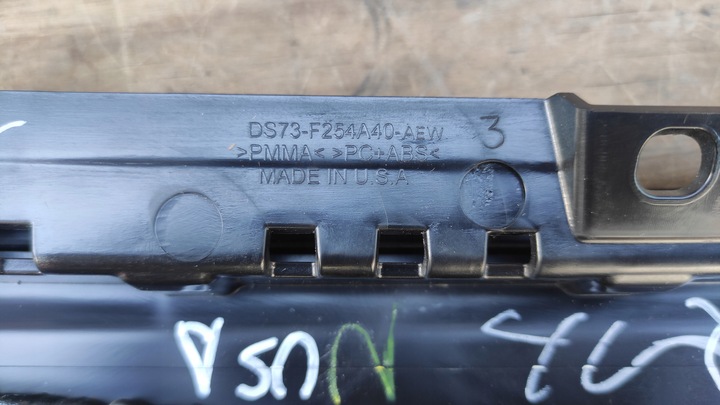 DS73-F254A40-AEW
3
>PMMA< >PC+ABS<
MADE IN U.S.A
USA
N